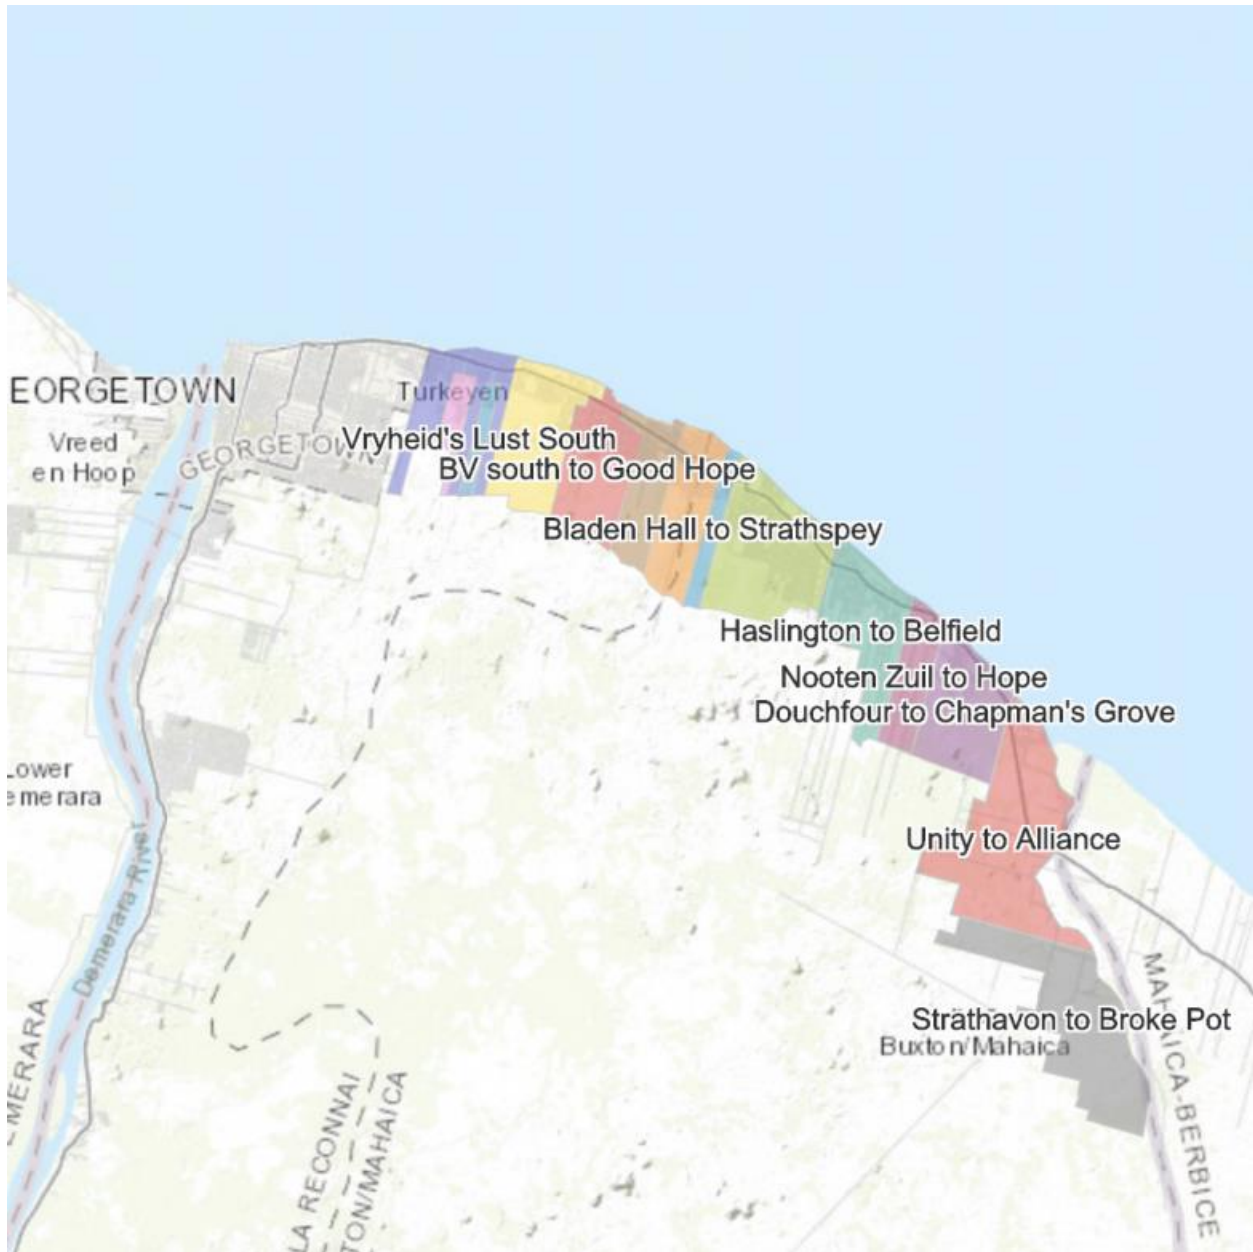 EORGETOWN
Turkeyen
Vreed
en Hoop
GEORGETOWN
Vryheid's Lust South
BV south to Good Hope
Bladen Hall to Strathspey
Haslington to Belfield
Nooten Zuil to Hope
Douchfour to Chapman's Grove
Lower
emerara
Unity to Alliance
Demerara River
Strathavon to Broke Pot
Buxton/Mahaica
MAHAICA-BERBICE
MERARA
LA RECONNAI
TON/MAHAICA